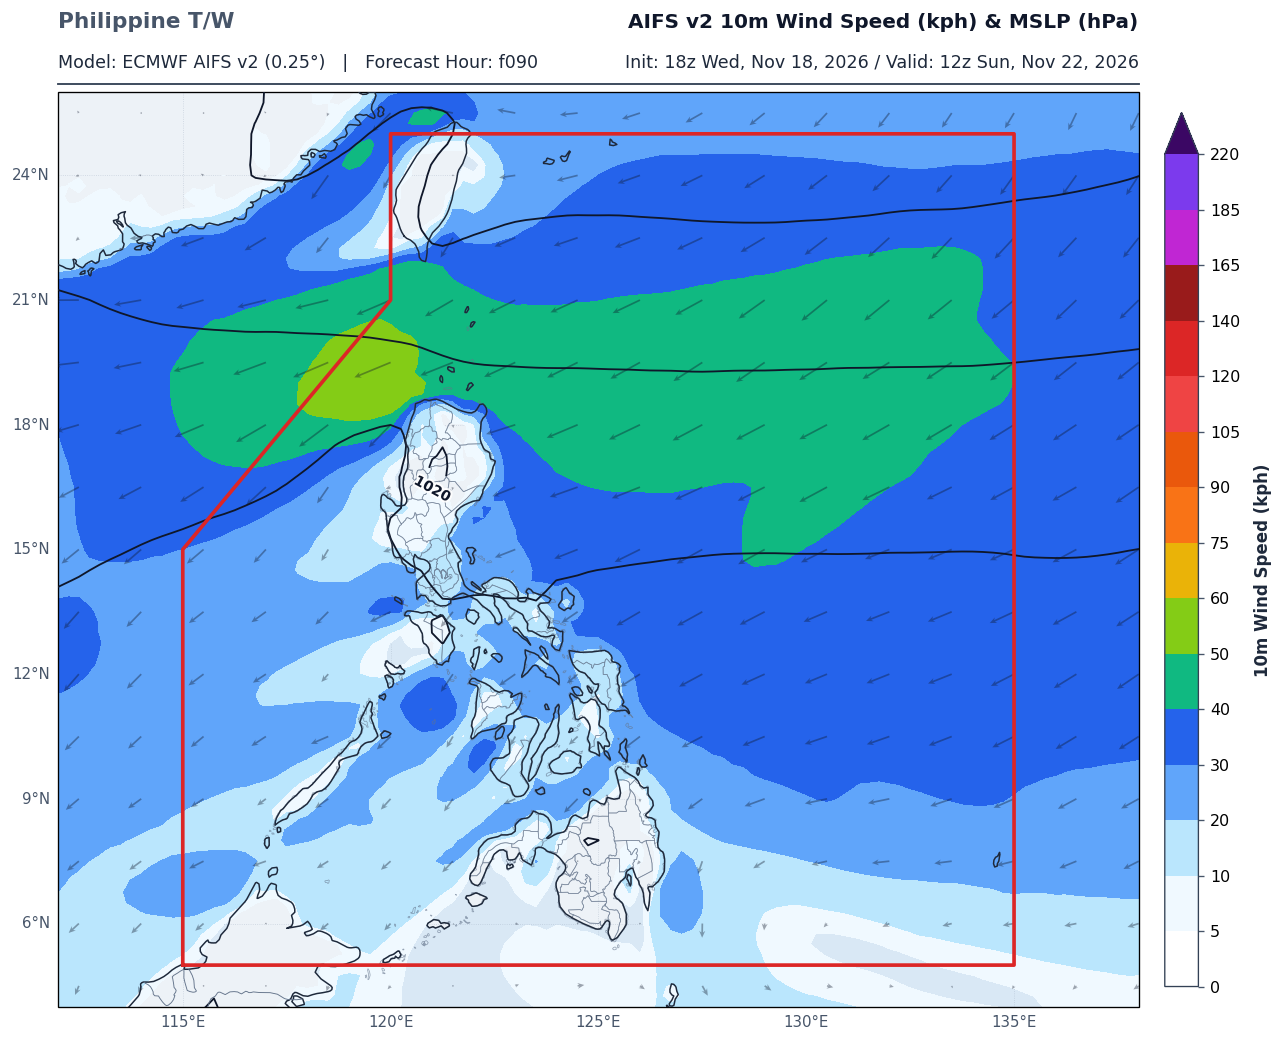 Philippine T/W
AIFS v2 10m Wind Speed (kph) & MSLP (hPa)
Model: ECMWF AIFS v2 (0.25°) | Forecast Hour: f090
Init: 18z Wed, Nov 18, 2026 / Valid: 12z Sun, Nov 22, 2026
24°N
21°N
18°N
15°N
12°N
9°N
6°N
1020
115°E
120°E
125°E
130°E
135°E
220
185
165
140
120
105
90
75
60
50
40
30
20
10
5
0
10m Wind Speed (kph)